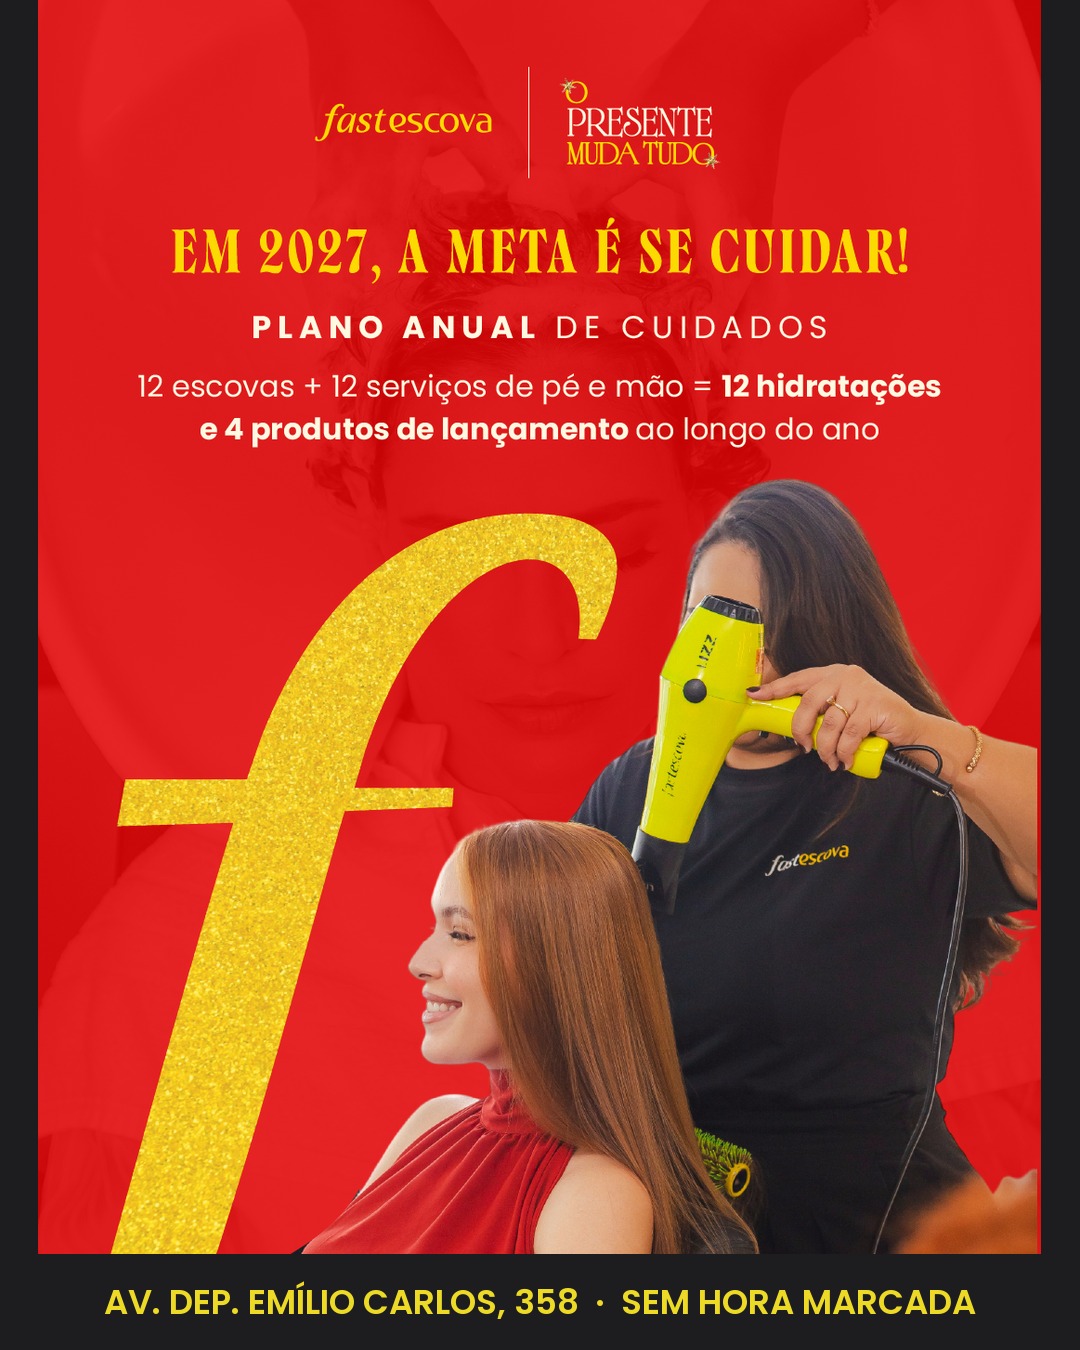 fastescova
O
PRESENTE
MUDA TUDO
EM 2027, A META É SE CUIDAR!
PLANO ANUAL DE CUIDADOS
12 escovas + 12 serviços de pé e mão = 12 hidratações
e 4 produtos de lançamento ao longo do ano
LIZZ
fastescova
fastescova
AV. DEP. EMÍLIO CARLOS, 358 · SEM HORA MARCADA